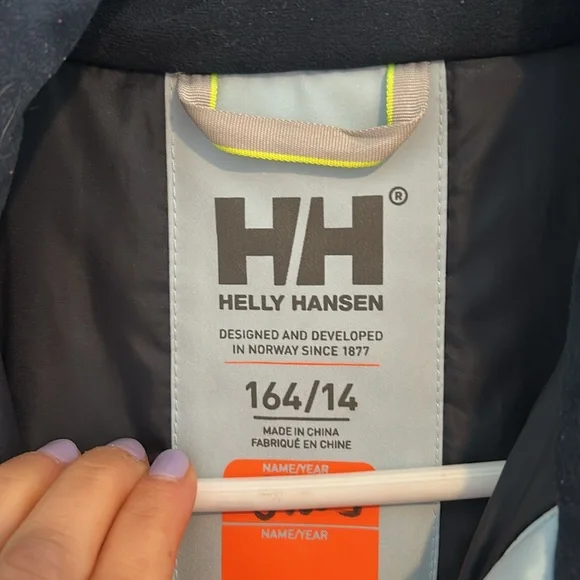 HH®
HELLY HANSEN
DESIGNED AND DEVELOPED
IN NORWAY SINCE 1877
164/14
MADE IN CHINA
FABRIQUÉ EN CHINE
NAME/YEAR
NAME/YEAR